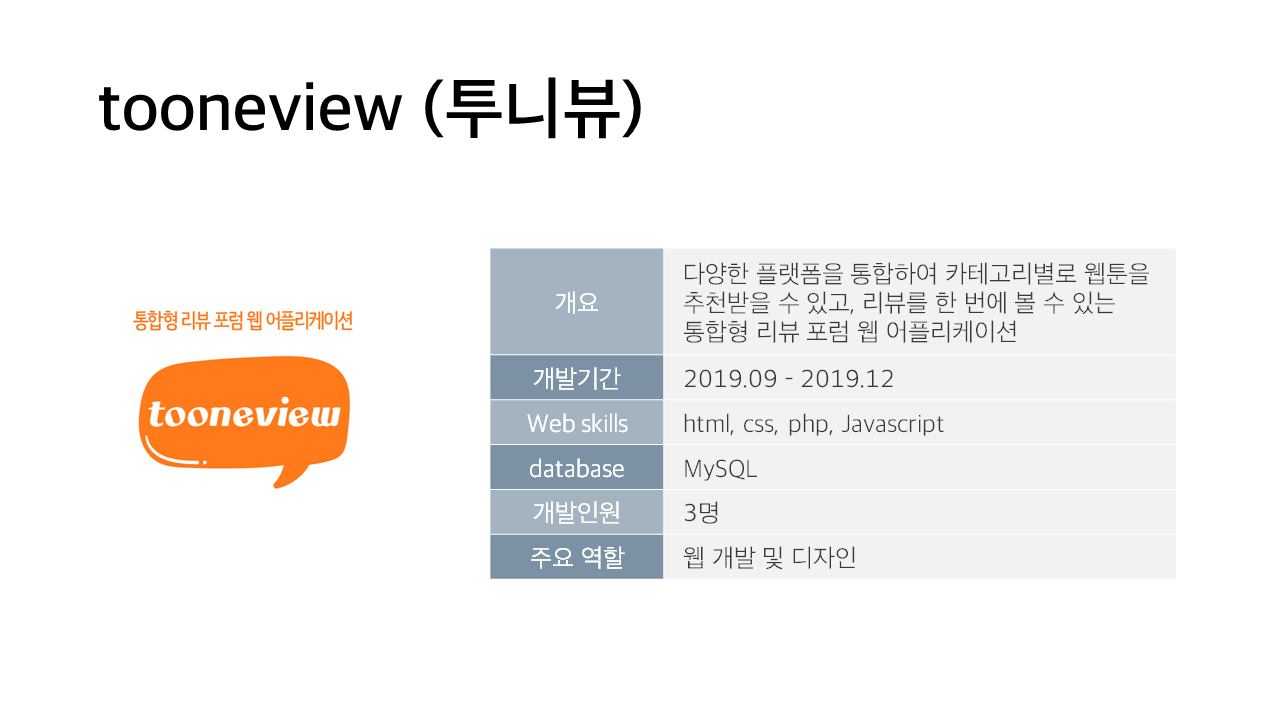 tooneview (투니뷰)
통합형 리뷰 포럼 웹 어플리케이션
tooneview
개요
다양한 플랫폼을 통합하여 카테고리별로 웹툰을
추천받을 수 있고, 리뷰를 한 번에 볼 수 있는
통합형 리뷰 포럼 웹 어플리케이션
개발기간
2019.09 - 2019.12
Web skills
html, css, php, Javascript
database
MySQL
개발인원
3명
주요 역할
웹 개발 및 디자인